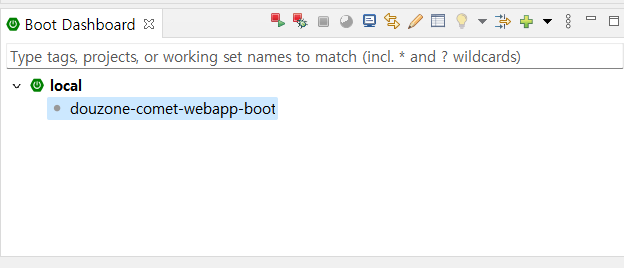 Boot Dashboard
Type tags, projects, or working set names to match (incl. * and ? wildcards)
local
douzone-comet-webapp-boot